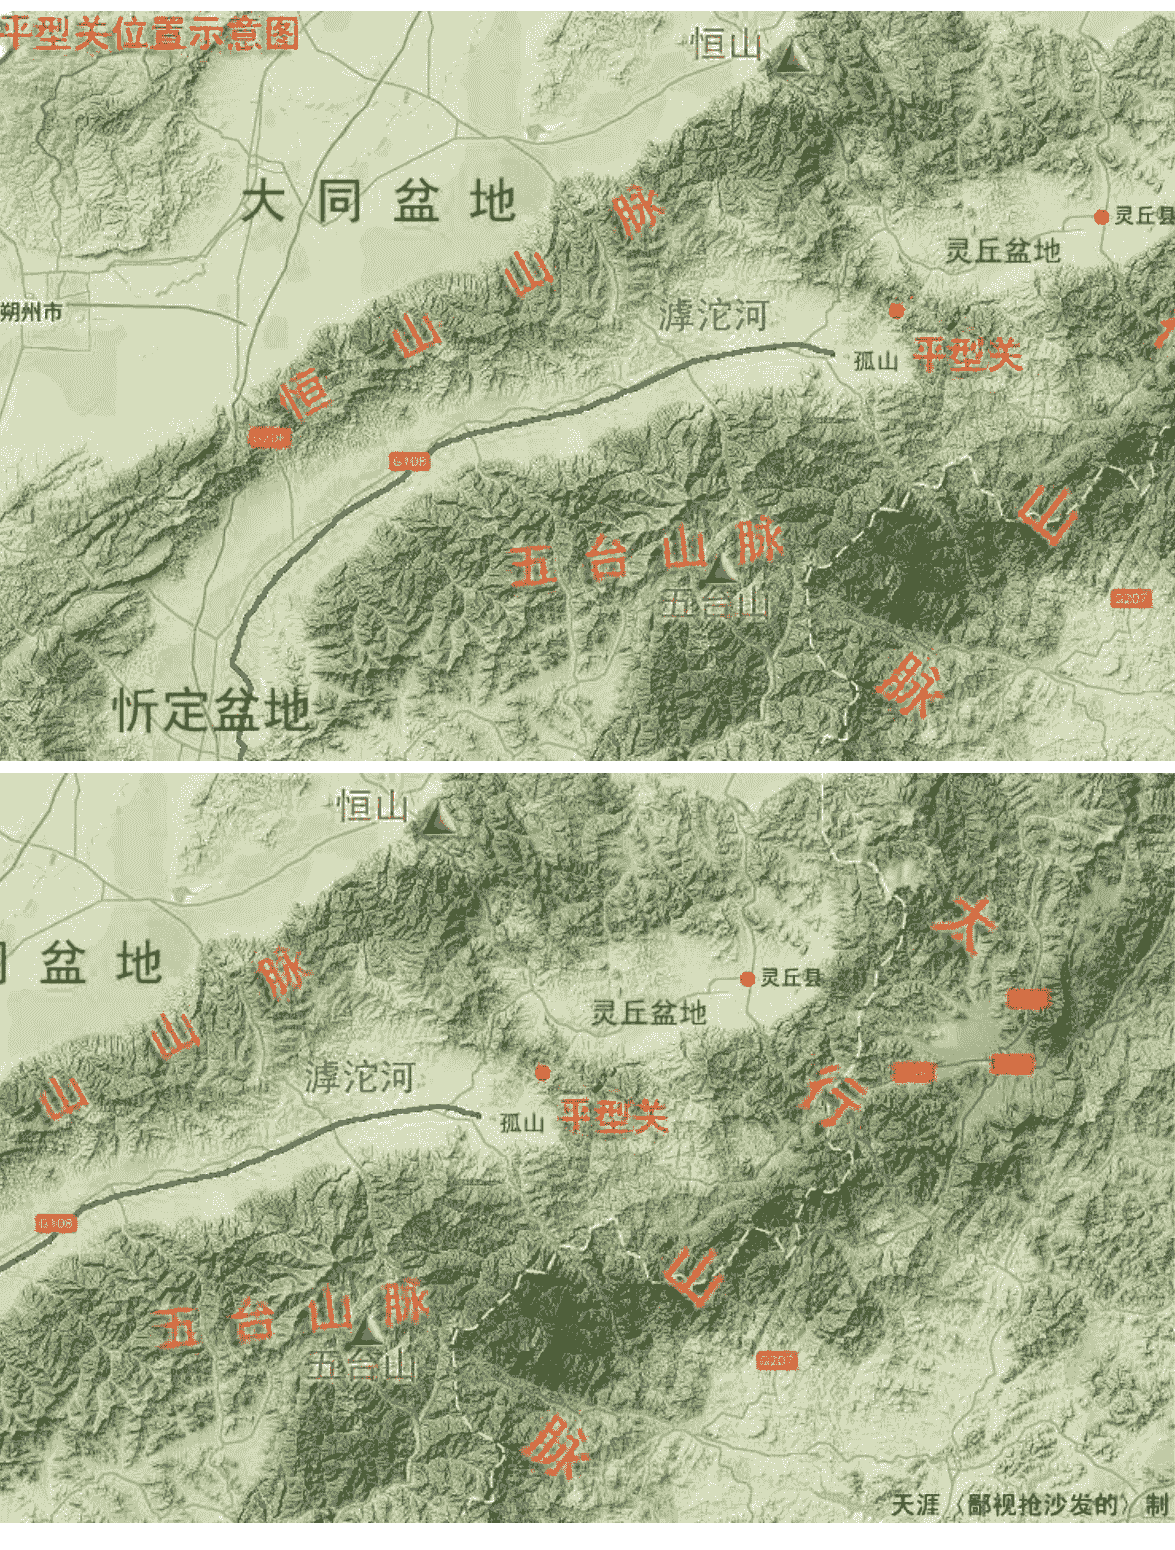 平型关位置示意图
恒山
大同盆地
恒山山脉
灵丘县
灵丘盆地
朔州市
滹沱河
孤山
平型关
G108
五台山脉
五台山
山
脉
G207
忻定盆地
恒山
盆地
山山脉
灵丘县
灵丘盆地
滹沱河
孤山
平型关
太行山脉
G108
五台山脉
五台山
天涯〈鄙视抢沙发的〉制